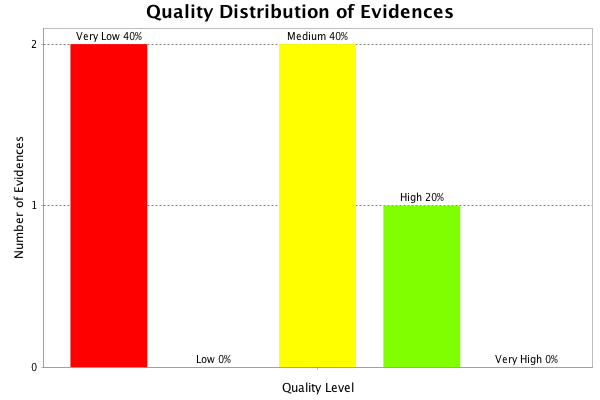 Quality Distribution of Evidences
Very Low 40%
Medium 40%
2
High 20%
1
Number of Evidences
Low 0%
Very High 0%
0
Quality Level